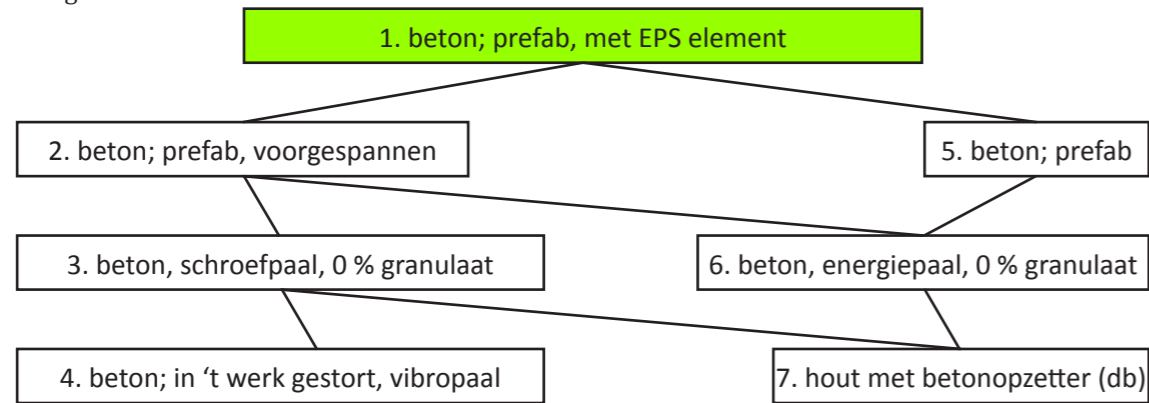 1. beton; prefab, met EPS element
2. beton; prefab, voorgespannen
5. beton; prefab
3. beton, schroefpaal, 0 % granulaat
6. beton, energiepaal, 0 % granulaat
4. beton; in ‘t werk gestort, vibropaal
7. hout met betonopzetter (db)